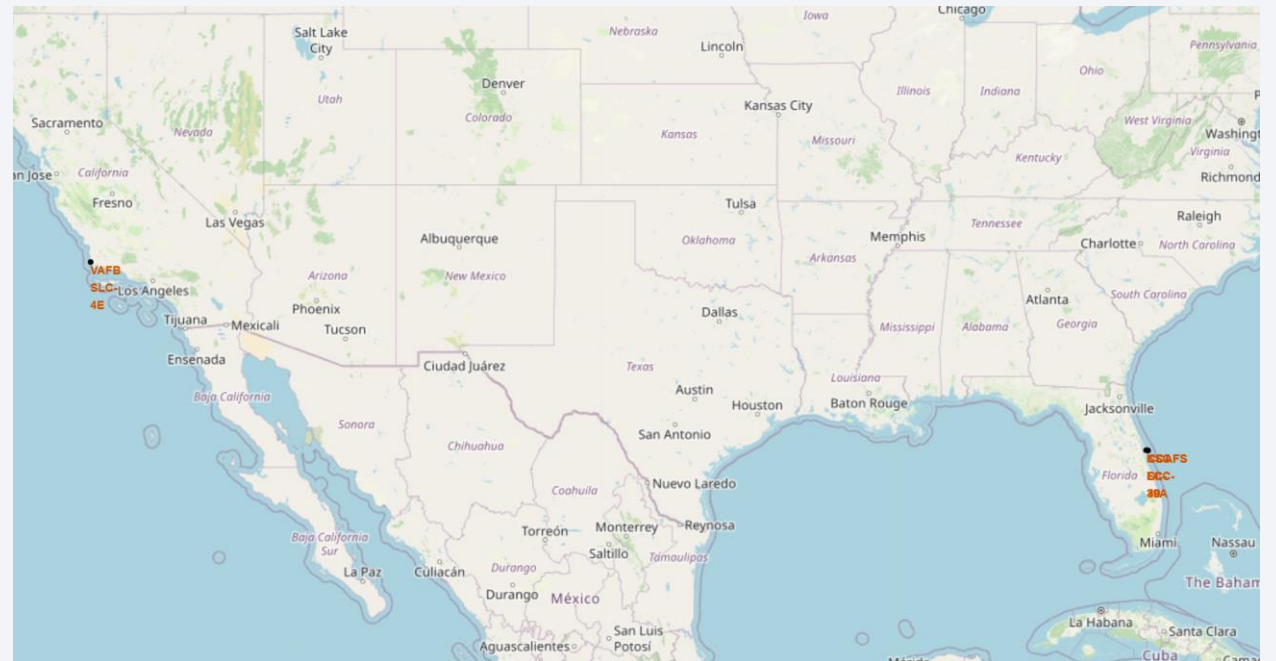 Chicago
Iowa
Salt Lake
City
Nebraska
Lincoln
Pennsylvania
Denver
Ohio
Utah
Illinois
Indiana
Kansas City
Colorado
Sacramento
Nevada
Kansas
Missouri
West Virginia
Washingt
Virginia
Kentucky
an Jose
California
Richmond
Fresno
Tulsa
Las Vegas
Raleigh
Tennessee
Albuquerque
Oklahoma
Memphis
Charlotte
North Carolina
Arkansas
VAFB
SLC-
4E
Los Angeles
Arizona
New Mexico
South Carolina
Atlanta
Phoenix
Dallas
Tijuana
Mexicali
Tucson
Mississippi
Alabama
Georgia
Ensenada
Ciudad Juárez
Texas
Louisiana
Baja California
Austin
Houston
Baton Rouge
Jacksonville
Sonora
San Antonio
Chihuahua
Florida
Nuevo Laredo
Coahuila
Torreón
Monterrey
Reynosa
Baja California
Sur
Saltillo
Tamaulipas
Miami
Nassau
La Paz
Culiacán
Durango
Durango
México
The Baham
La Habana
San Luis
Potosí
Santa Clara
Aguascalientes
Cuba